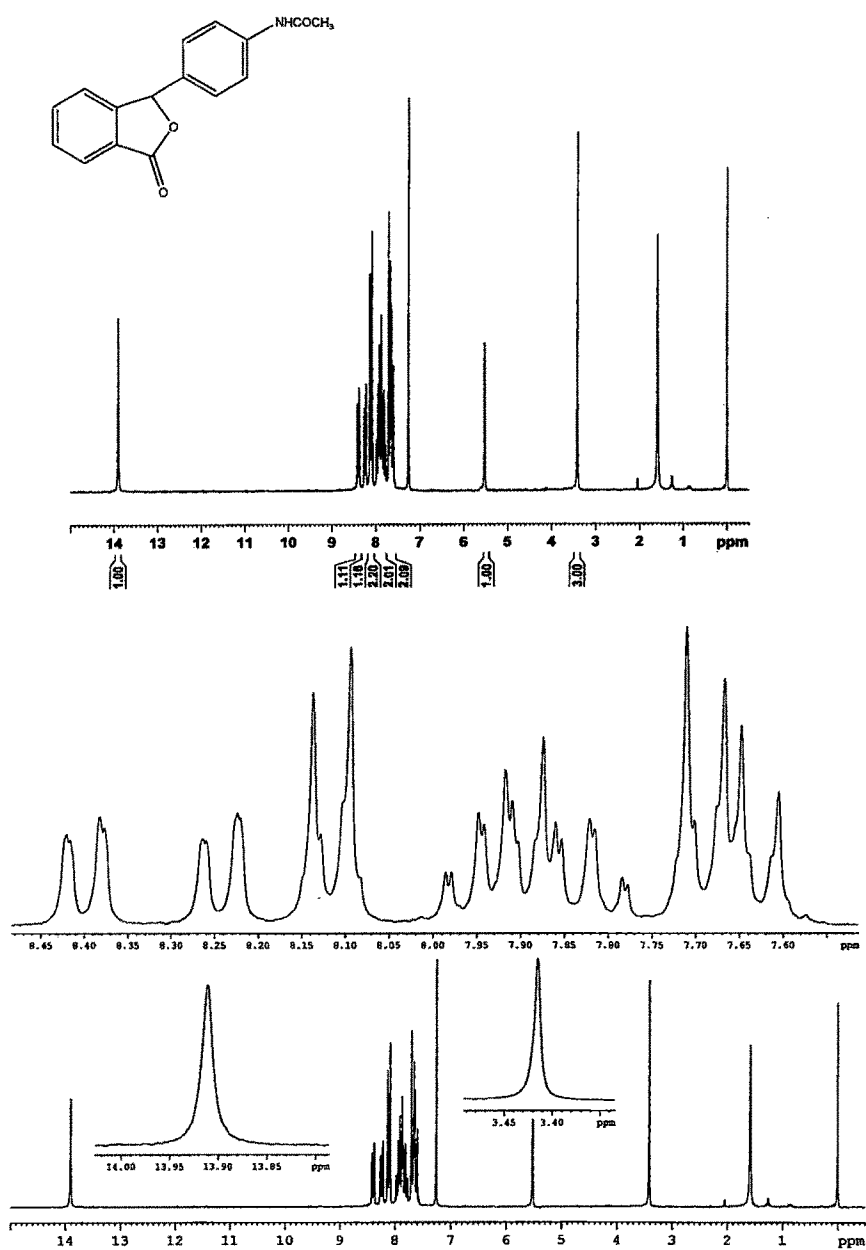 NHCOCH3
O
O
14 13 12 11 10 9 8 7 6 5 4 3 2 1 ppm
1.00 1.11 1.16 2.20 2.01 2.09 1.00 3.00
8.45 8.40 8.35 8.30 8.25 8.20 8.15 8.10 8.05 8.00 7.95 7.90 7.85 7.80 7.75 7.70 7.65 7.60 ppm
14.00 13.95 13.90 13.85 ppm
3.45 3.40 ppm
14 13 12 11 10 9 8 7 6 5 4 3 2 1 ppm